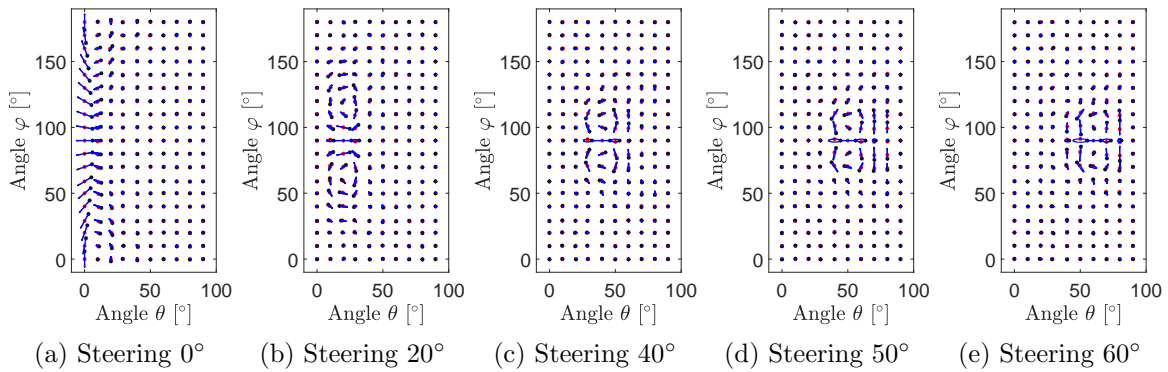 150
100
50
0
0 50 100
Angle θ [°]
Angle φ [°]
(a) Steering 0°
150
100
50
0
0 50 100
Angle θ [°]
Angle φ [°]
(b) Steering 20°
150
100
50
0
0 50 100
Angle θ [°]
Angle φ [°]
(c) Steering 40°
150
100
50
0
0 50 100
Angle θ [°]
Angle φ [°]
(d) Steering 50°
150
100
50
0
0 50 100
Angle θ [°]
Angle φ [°]
(e) Steering 60°